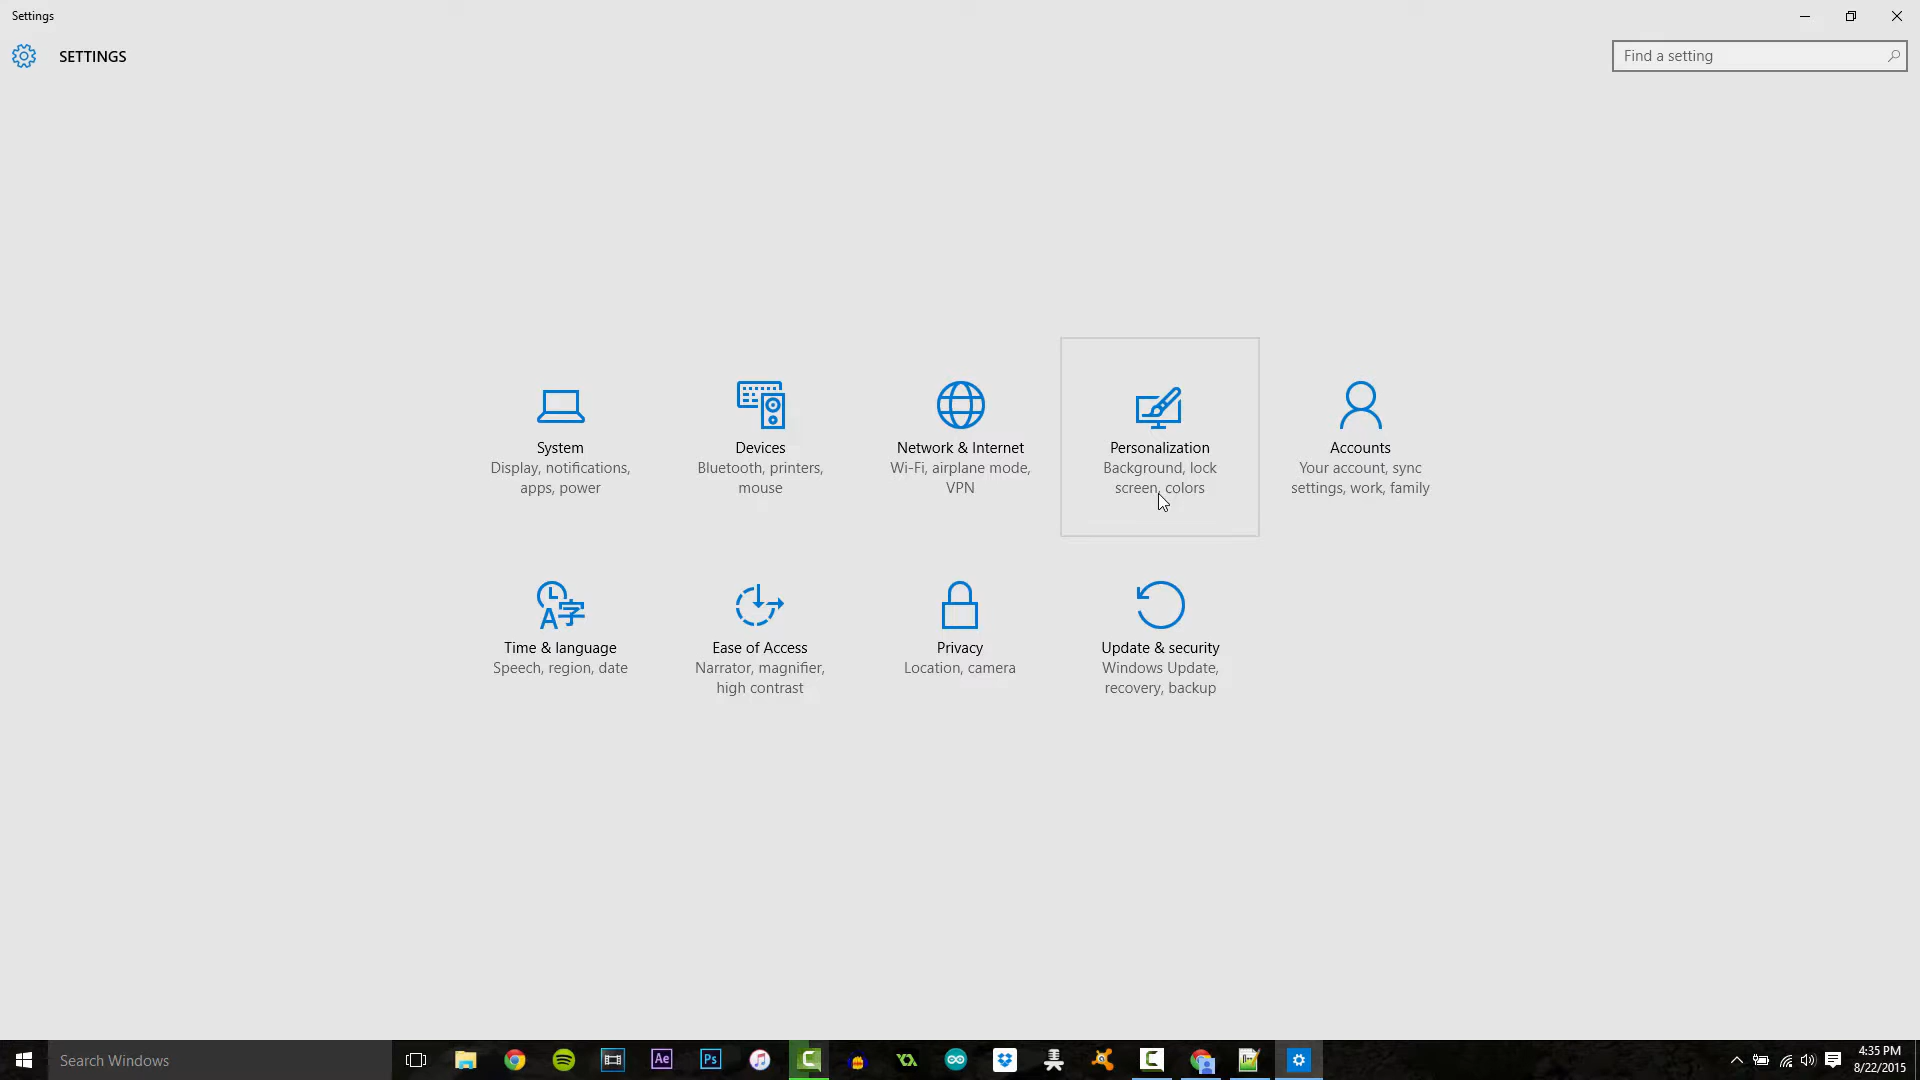 Settings
SETTINGS
Find a setting
System
Display, notifications,
apps, power
Devices
Bluetooth, printers,
mouse
Network & Internet
Wi-Fi, airplane mode,
VPN
Personalization
Background, lock
screen, colors
Accounts
Your account, sync
settings, work, family
Time & language
Speech, region, date
Ease of Access
Narrator, magnifier,
high contrast
Privacy
Location, camera
Update & security
Windows Update,
recovery, backup
Search Windows
Ae
Ps
4:35 PM
8/22/2015